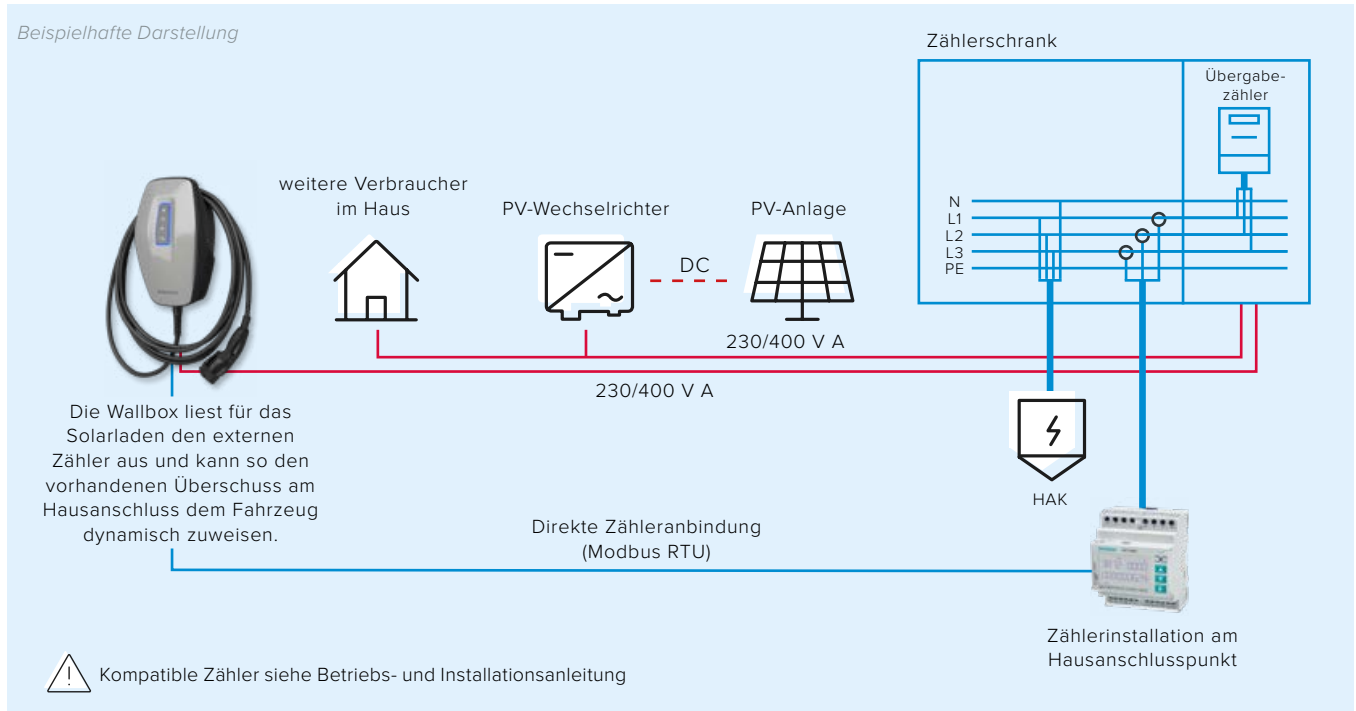 Beispielhafte Darstellung
Zählerschrank
Übergabe-
zähler
weitere Verbraucher
im Haus
PV-Wechselrichter
PV-Anlage
DC
N
L1
L2
L3
PE
230/400 V A
230/400 V A
Die Wallbox liest für das
Solarladen den externen
Zähler aus und kann so den
vorhandenen Überschuss am
Hausanschluss dem Fahrzeug
dynamisch zuweisen.
HAK
Direkte Zähleranbindung
(Modbus RTU)
Zählerinstallation am
Hausanschlusspunkt
Kompatible Zähler siehe Betriebs- und Installationsanleitung